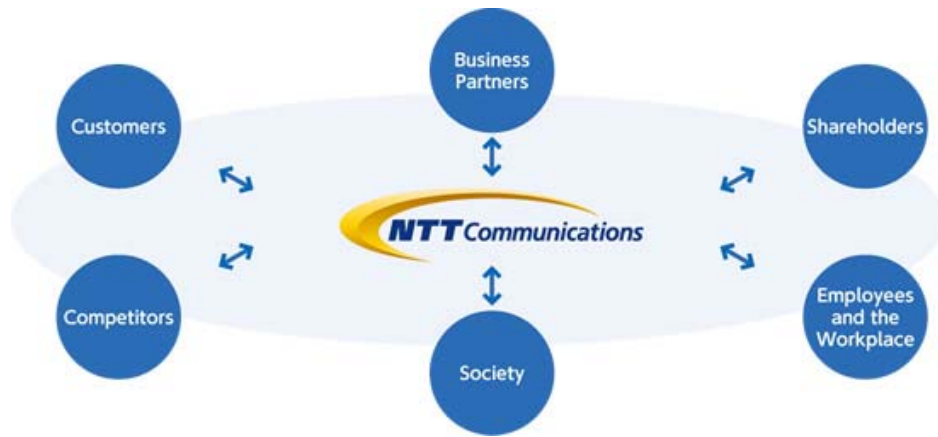 Business
Partners
Customers
Shareholders
NTT Communications
Competitors
Employees
and the
Workplace
Society